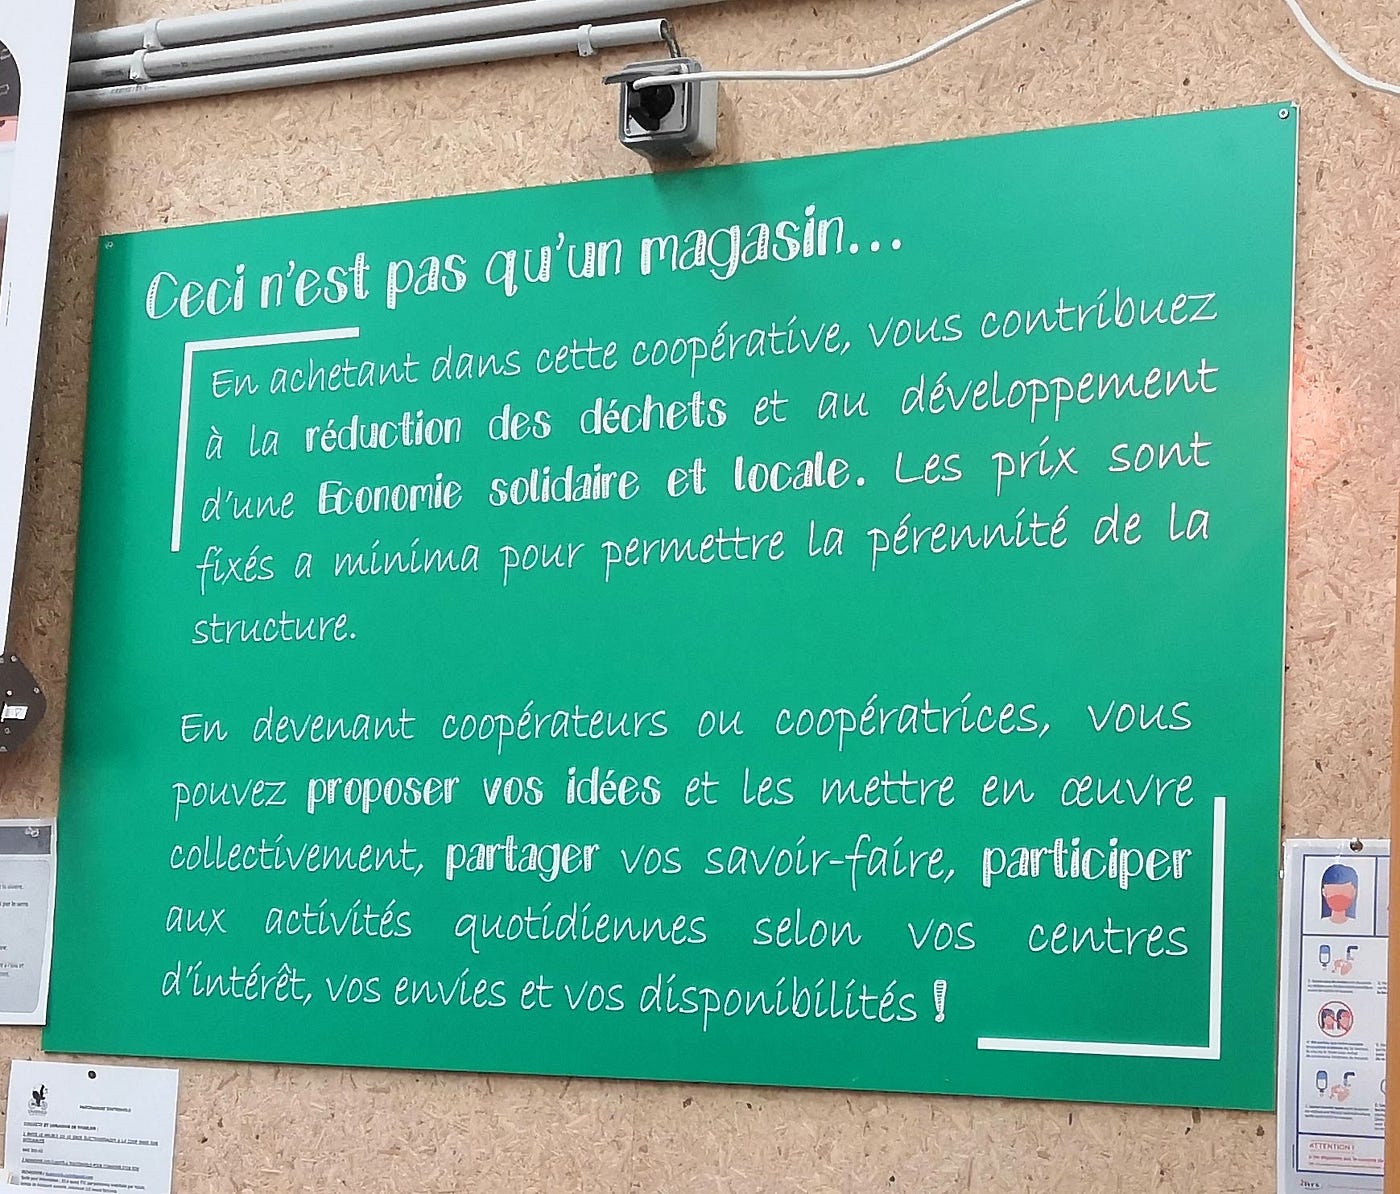 Ceci n'est pas qu'un magasin...
En achetant dans cette coopérative, vous contribuez
à la réduction des déchets et au développement
d'une Economie solidaire et locale. Les prix sont
fixés a minima pour permettre la pérennité de la
structure.
En devenant coopérateurs ou coopératrices, vous
pouvez proposer vos idées et les mettre en œuvre
collectivement, partager vos savoir-faire, participer
aux activités quotidiennes selon vos centres
d'intérêt, vos envies et vos disponibilités !
ATTENTION !